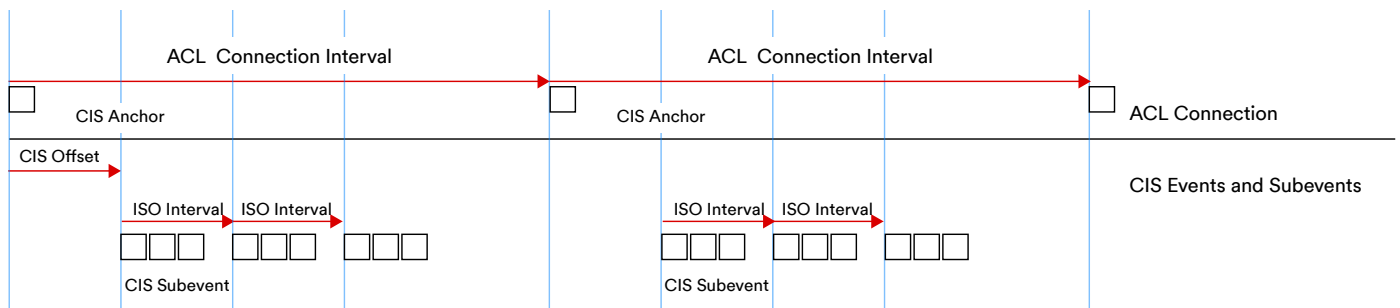 ACL  Connection Interval
ACL  Connection Interval
CIS Anchor
CIS Anchor
ACL Connection
CIS Offset
CIS Events and Subevents
ISO Interval
ISO Interval
ISO Interval
ISO Interval
CIS Subevent
CIS Subevent